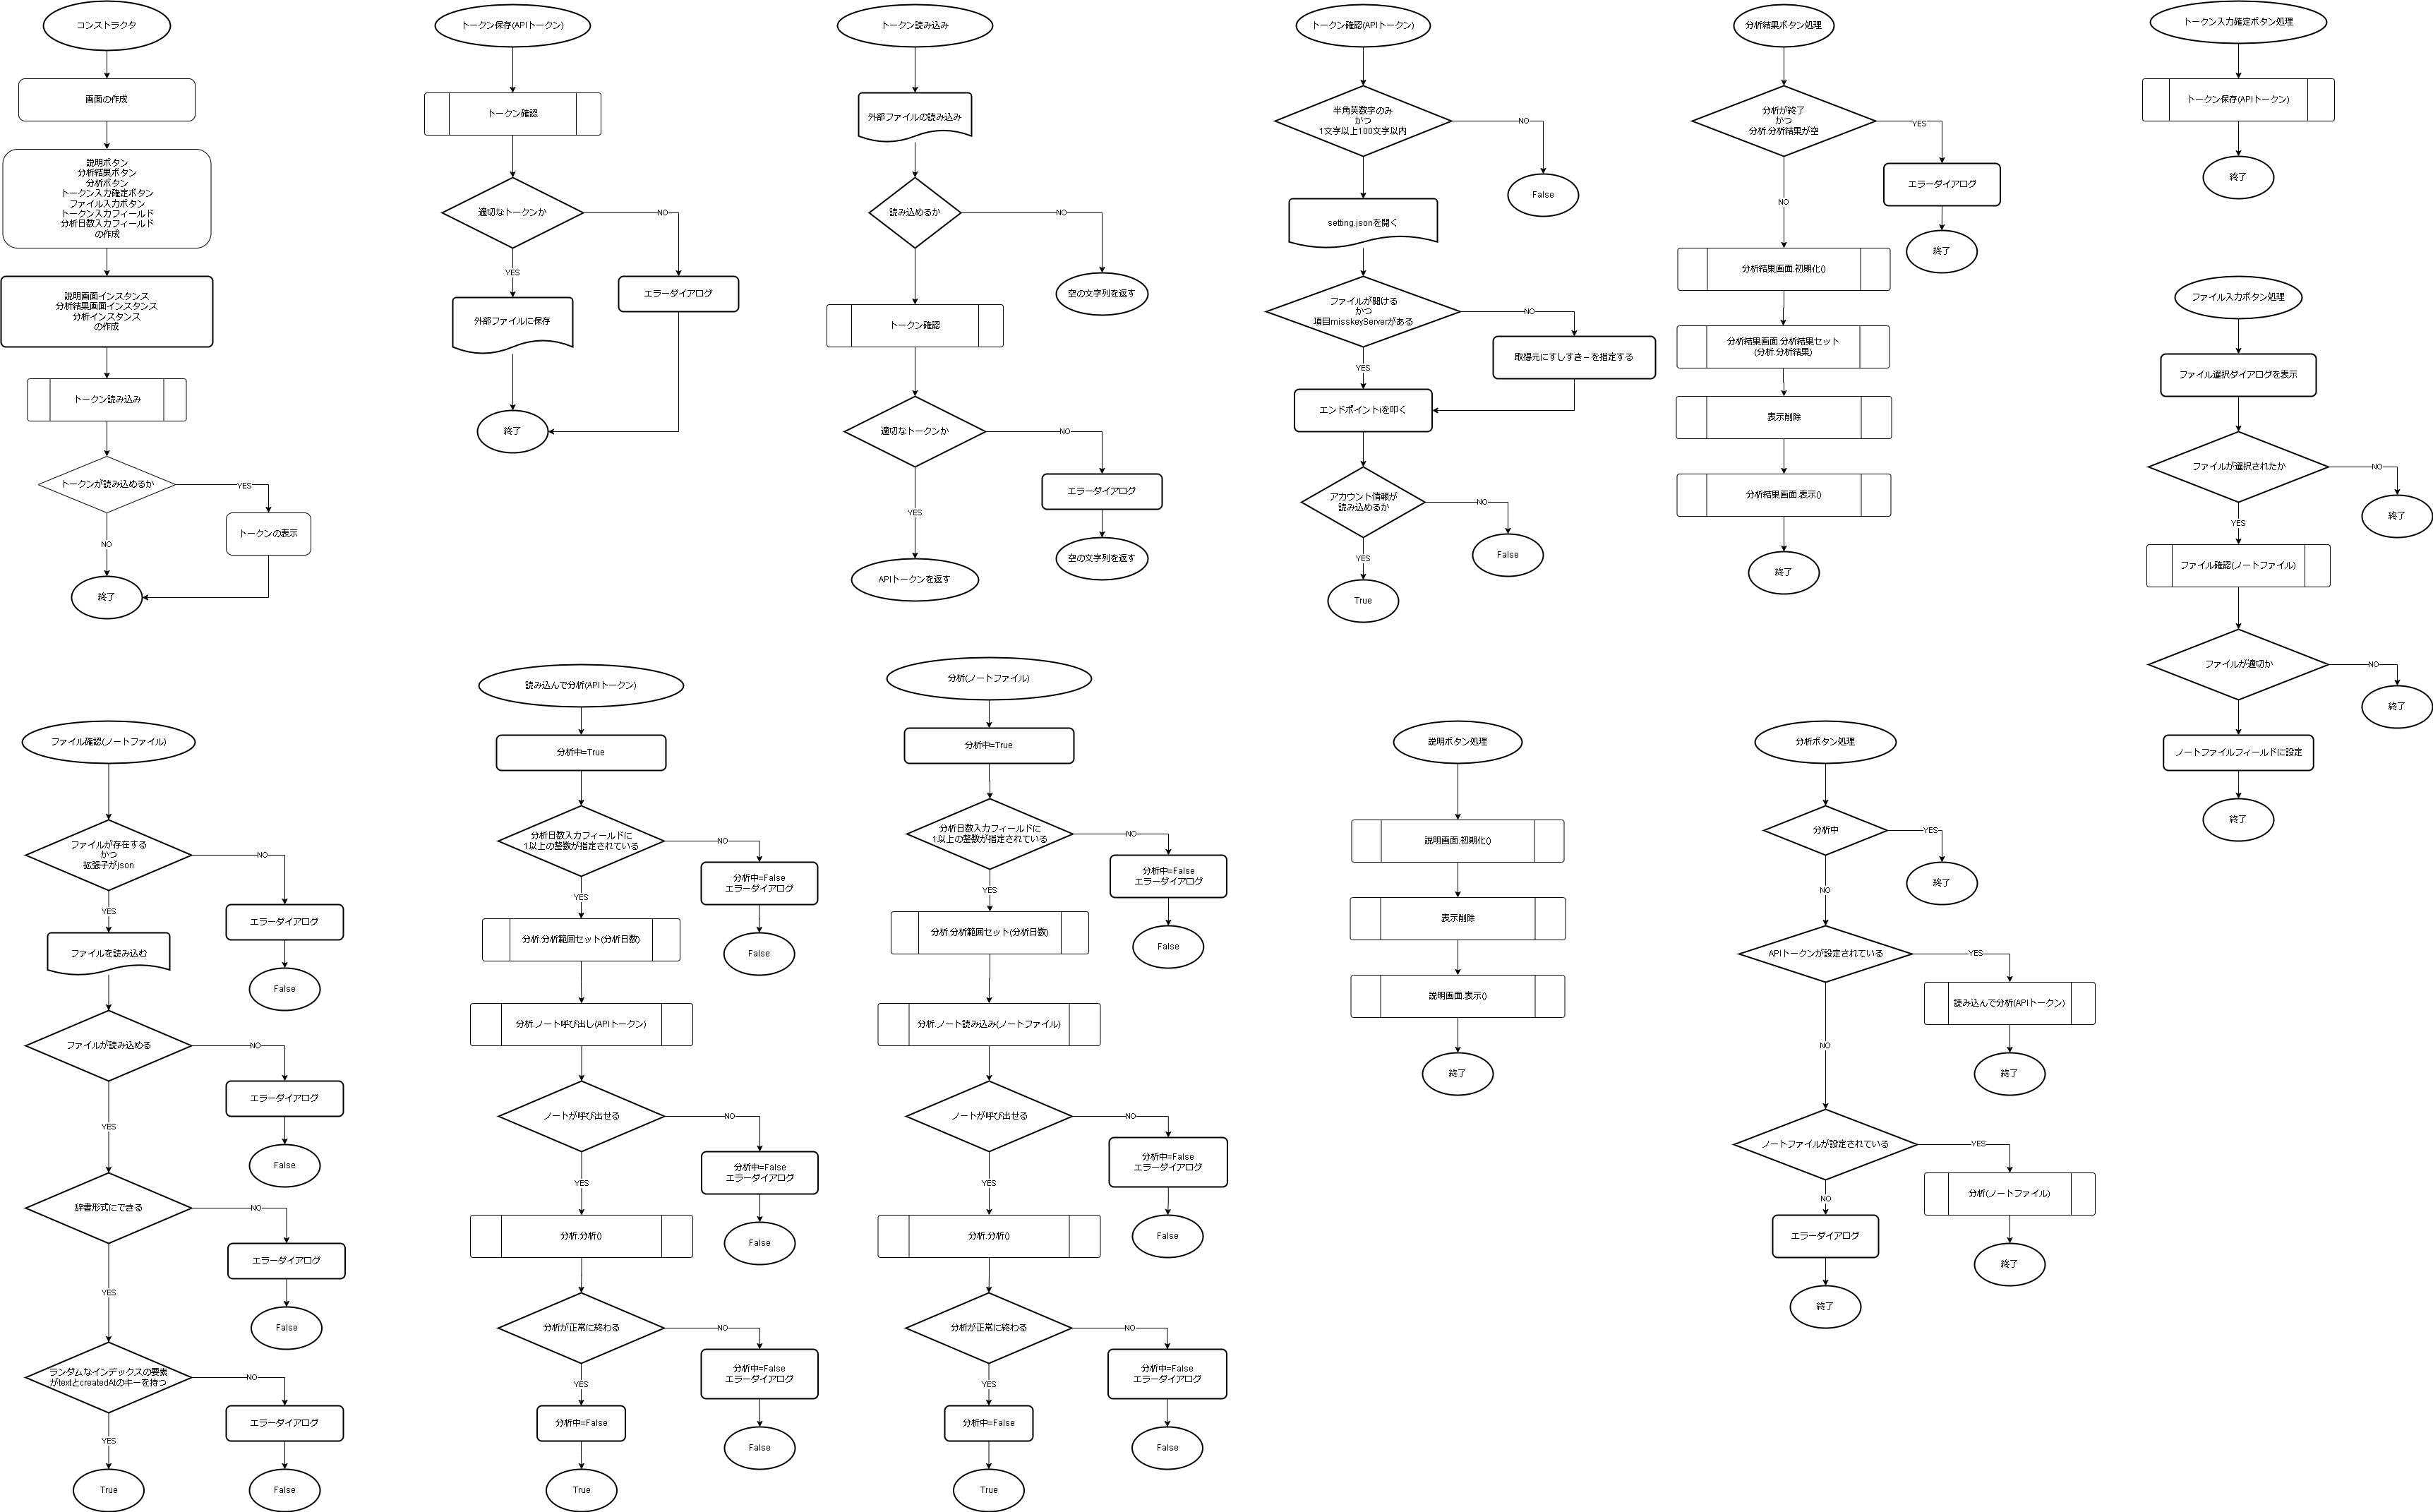 コンストラクタ
画面の作成
説明ボタン
分析結果ボタン
分析ボタン
トークン入力確定ボタン
ファイル入力ボタン
トークン入力フィールド
分析日数入力フィールド
の作成
説明画面インスタンス
分析結果画面インスタンス
分析インスタンス
の作成
トークン読み込み
トークンが読み込めるか
YES
トークンの表示
NO
終了
トークン保存(APIトークン)
トークン確認
適切なトークンか
NO
YES
エラーダイアログ
外部ファイルに保存
終了
トークン読み込み
外部ファイルの読み込み
読み込めるか
NO
空の文字列を返す
トークン確認
適切なトークンか
NO
エラーダイアログ
YES
空の文字列を返す
APIトークンを返す
トークン確認(APIトークン)
半角英数字のみ
かつ
1文字以上100文字以内
NO
False
setting.jsonを開く
ファイルが開ける
かつ
項目misskeyServerがある
NO
取得元にすしすきーを指定する
YES
エンドポイントiを叩く
アカウント情報が
読み込めるか
NO
False
YES
True
分析結果ボタン処理
分析が終了
かつ
分析.分析結果が空
YES
エラーダイアログ
終了
NO
分析結果画面.初期化()
分析結果画面.分析結果セット
(分析.分析結果)
表示削除
分析結果画面.表示()
終了
トークン入力確定ボタン処理
トークン保存(APIトークン)
終了
ファイル入力ボタン処理
ファイル選択ダイアログを表示
ファイルが選択されたか
NO
終了
YES
ファイル確認(ノートファイル)
ファイルが適切か
NO
終了
ノートファイルフィールドに設定
終了
ファイル確認(ノートファイル)
ファイルが存在する
かつ
拡張子がjson
NO
エラーダイアログ
False
YES
ファイルを読み込む
ファイルが読み込める
NO
エラーダイアログ
False
YES
辞書形式にできる
NO
エラーダイアログ
False
YES
ランダムなインデックスの要素
がtextとcreatedAtのキーを持つ
NO
エラーダイアログ
False
YES
True
読み込んで分析(APIトークン)
分析中=True
分析日数入力フィールドに
1以上の整数が指定されている
NO
分析中=False
エラーダイアログ
False
YES
分析.分析範囲セット(分析日数)
分析.ノート呼び出し(APIトークン)
ノートが呼び出せる
NO
分析中=False
エラーダイアログ
False
YES
分析.分析()
分析が正常に終わる
NO
分析中=False
エラーダイアログ
False
YES
分析中=False
True
分析(ノートファイル)
分析中=True
分析日数入力フィールドに
1以上の整数が指定されている
NO
分析中=False
エラーダイアログ
False
YES
分析.分析範囲セット(分析日数)
分析.ノート読み込み(ノートファイル)
ノートが呼び出せる
NO
分析中=False
エラーダイアログ
False
YES
分析.分析()
分析が正常に終わる
NO
分析中=False
エラーダイアログ
False
YES
分析中=False
True
説明ボタン処理
説明画面.初期化()
表示削除
説明画面.表示()
終了
分析ボタン処理
分析中
YES
終了
NO
APIトークンが設定されている
YES
読み込んで分析(APIトークン)
終了
NO
ノートファイルが設定されている
YES
分析(ノートファイル)
終了
NO
エラーダイアログ
終了